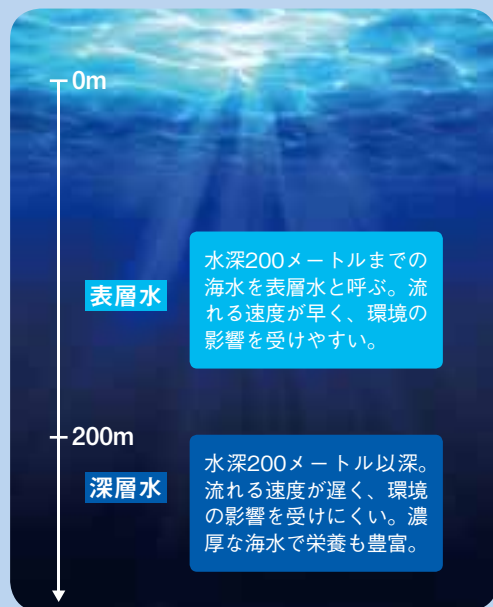 0m
表層水
水深200メートルまでの
海水を表層水と呼ぶ。流
れる速度が早く、環境の
影響を受けやすい。
200m
深層水
水深200メートル以深。
流れる速度が遅く、環境
の影響を受けにくい。濃
厚な海水で栄養も豊富。